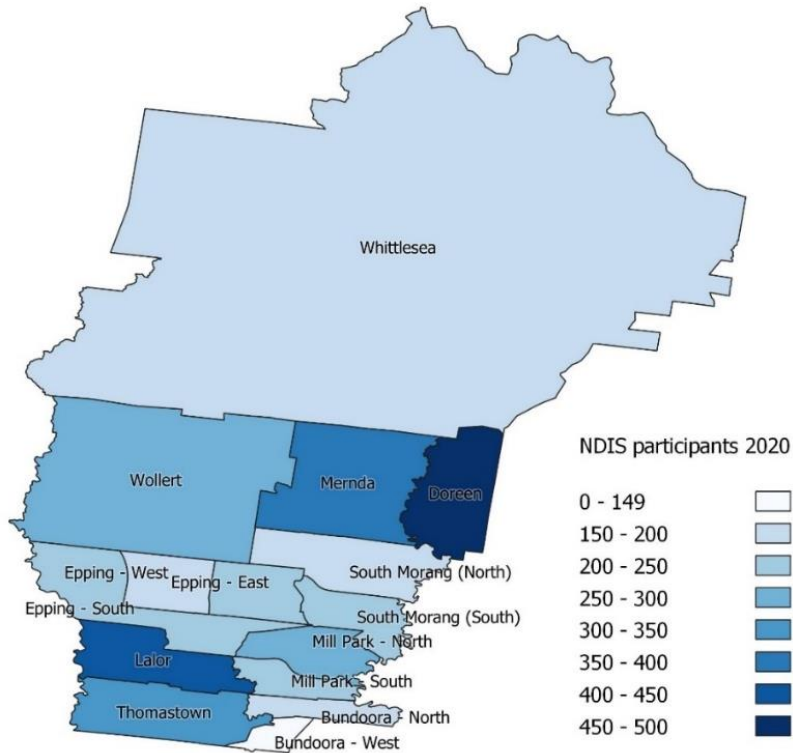 Whittlesea
Wollert
Mernda
Doreen
Epping - West
Epping - East
South Morang (North)
Epping - South
South Morang (South)
Mill Park - North
Lalor
Mill Park - South
Thomastown
Bundoora - North
Bundoora - West
NDIS participants 2020
0 - 149
150 - 200
200 - 250
250 - 300
300 - 350
350 - 400
400 - 450
450 - 500